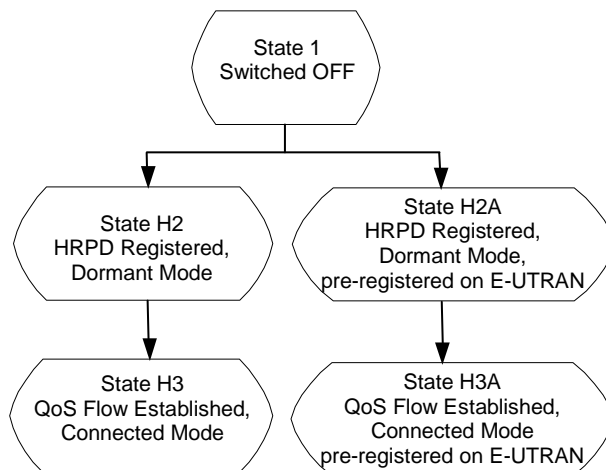 State 1
Switched OFF
State H2
HRPD Registered,
Dormant Mode
State H2A
HRPD Registered,
Dormant Mode,
pre-registered on E-UTRAN
State H3
QoS Flow Established,
Connected Mode
State H3A
QoS Flow Established,
Connected Mode
pre-registered on E-UTRAN